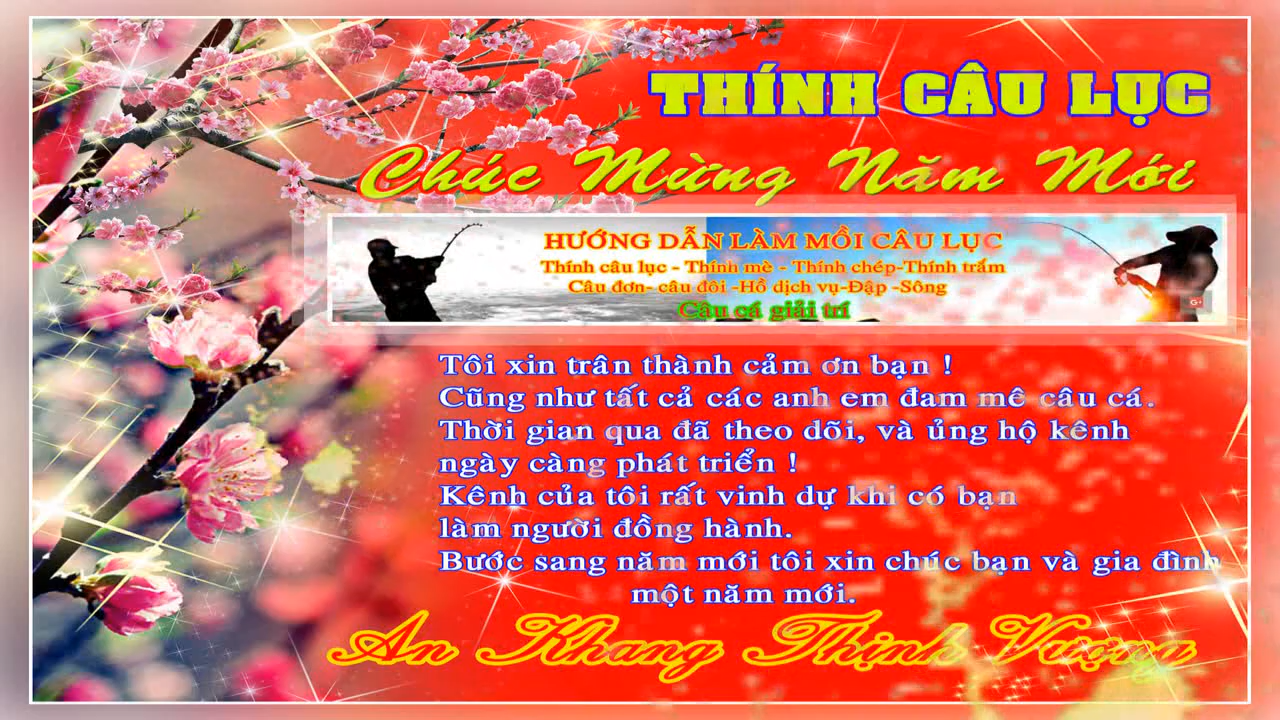 THÍNH CÂU LỤC
Chúc Mừng Năm Mới
HƯỚNG DẪN LÀM MỒI CÂU LỤC
Thính câu lục - Thính mè - Thính chép-Thính trắm
Câu đơn- câu đôi -Hồ dịch vụ-Đập -Sông
Câu cá giải trí
Tôi xin trân thành cảm ơn bạn !
Cũng như tất cả các anh em đam mê câu cá.
Thời gian qua đã theo dõi, và ủng hộ kênh
ngày càng phát triển !
Kênh của tôi rất vinh dự khi có bạn
làm người đồng hành.
Bước sang năm mới tôi xin chúc bạn và gia đình
một năm mới.
An Khang Thịnh Vượng